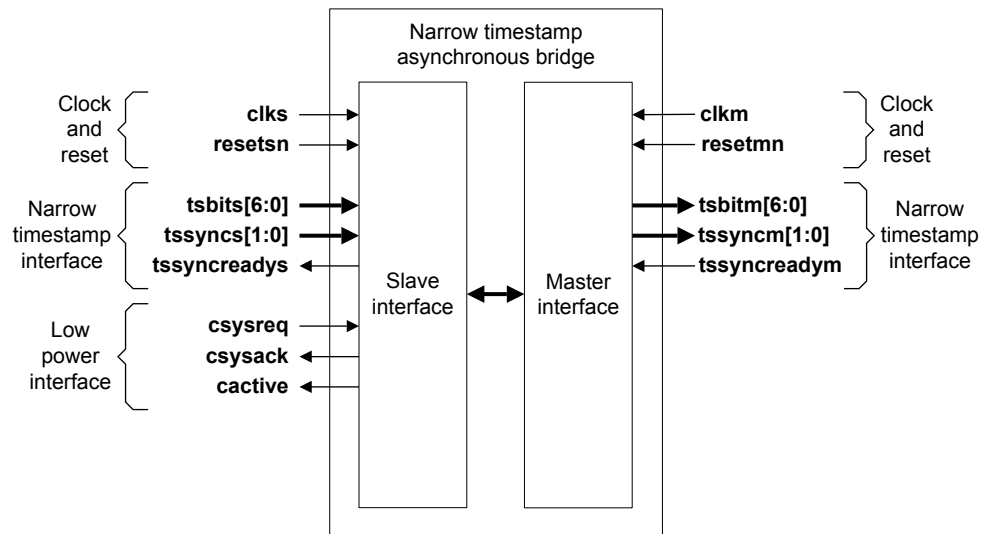 Narrow timestamp
asynchronous bridge
Clock
and
reset
clks
resetsn
Narrow
timestamp
interface
tsbits[6:0]
tssyncs[1:0]
tssyncreadys
Low
power
interface
csysreq
csysack
cactive
Slave
interface
Master
interface
clkm
resetmn
Clock
and
reset
tsbitm[6:0]
tssyncm[1:0]
tssyncreadym
Narrow
timestamp
interface